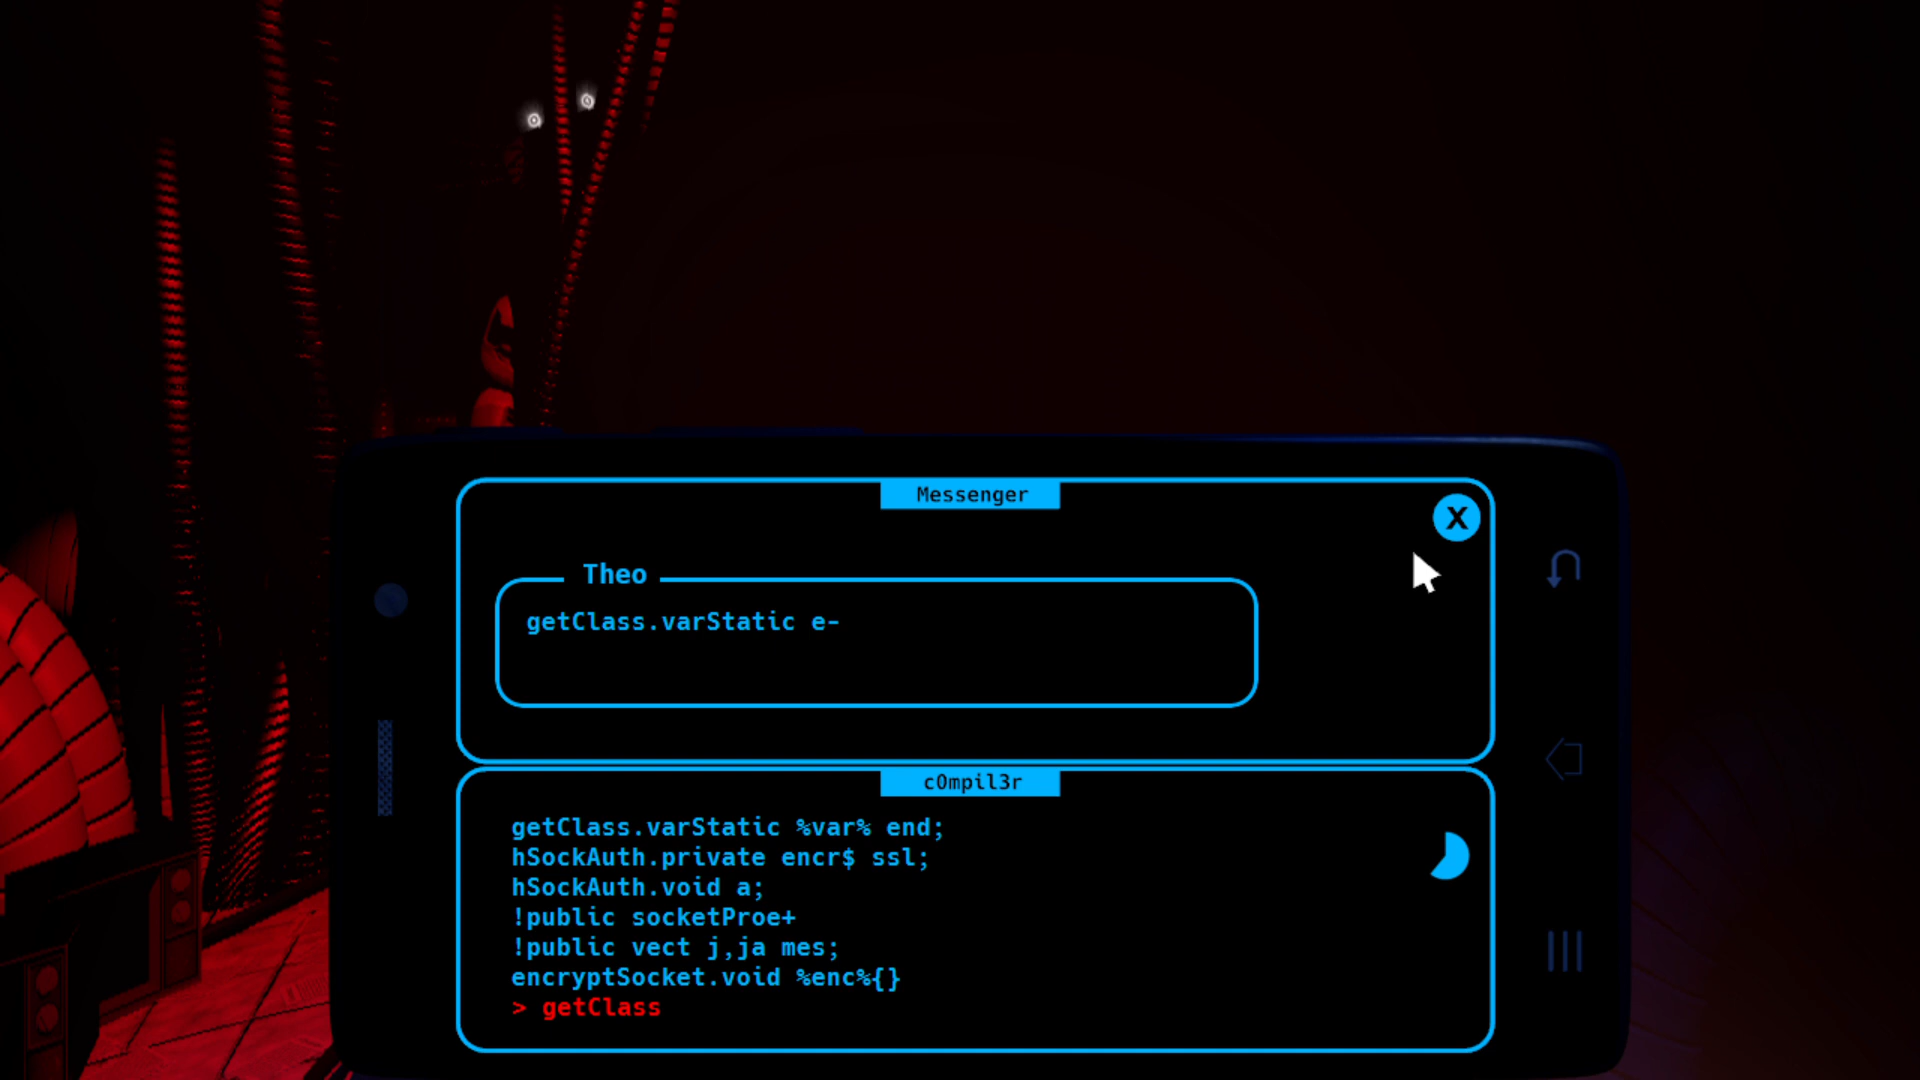 Messenger
X
Theo
getClass.varStatic e-
c0mpil3r
getClass.varStatic %var% end;
hSockAuth.private encr$ ssl;
hSockAuth.void a;
!public socketProe+
!public vect j,ja mes;
encryptSocket.void %enc%{}
> getClass